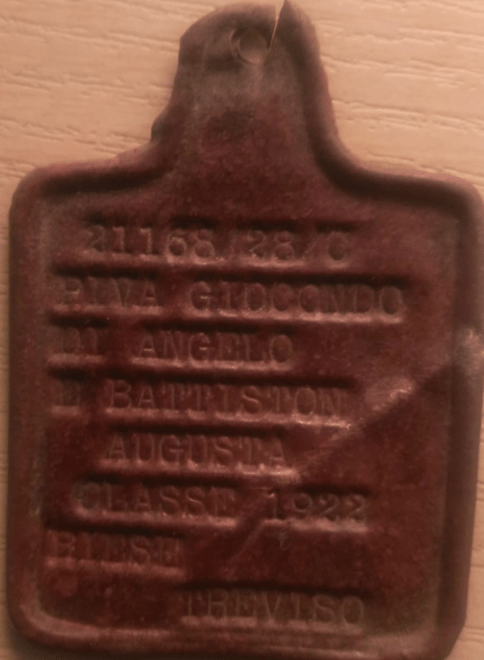 21168/28/C
RIVA GIOCONDO
DI ANGELO
E BATTISTON
AUGUSTA
CLASSE 1922
RIESE
TREVISO